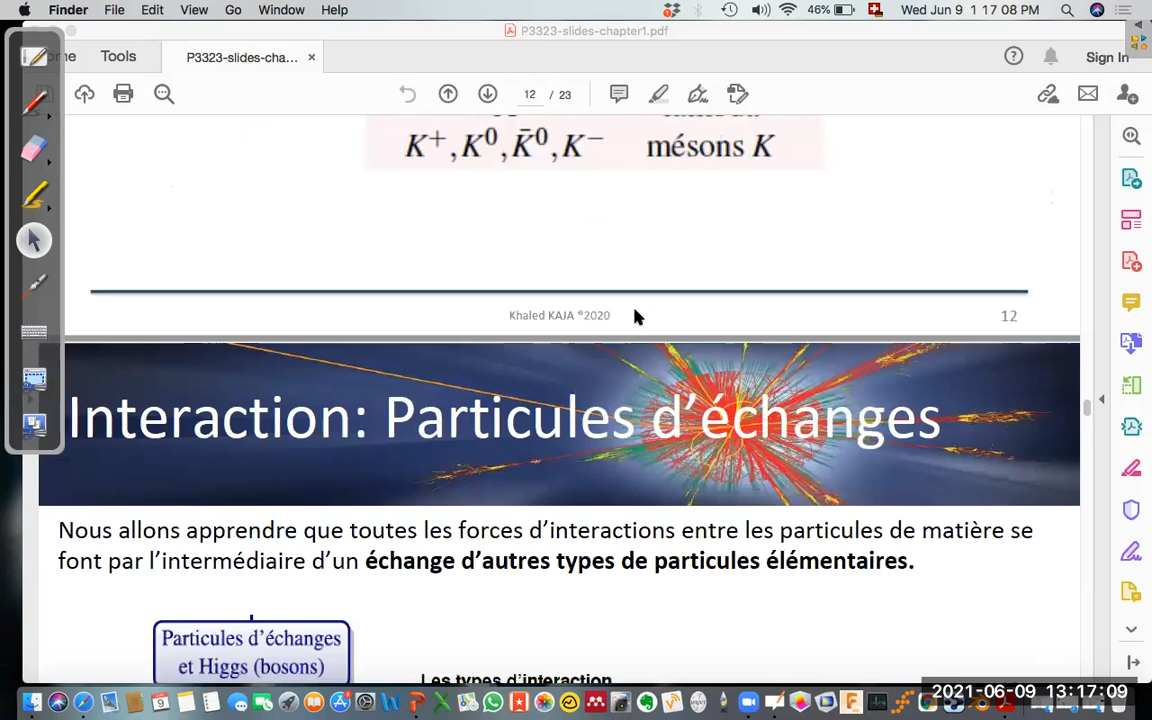 Finder File Edit View Go Window Help 46% Wed Jun 9 1 17 08 PM
P3323-slides-chapter1.pdf
Tools P3323-slides-cha... × Sign In
12 / 23
K⁺, K⁰, K̄⁰, K⁻ mésons K
Khaled KAJA ©2020 12
Interaction: Particules d’échanges
Nous allons apprendre que toutes les forces d’interactions entre les particules de matière se
font par l’intermédiaire d’un échange d’autres types de particules élémentaires.
Particules d’échanges
et Higgs (bosons)
Les types d’interaction
2021-06-09 13:17:09